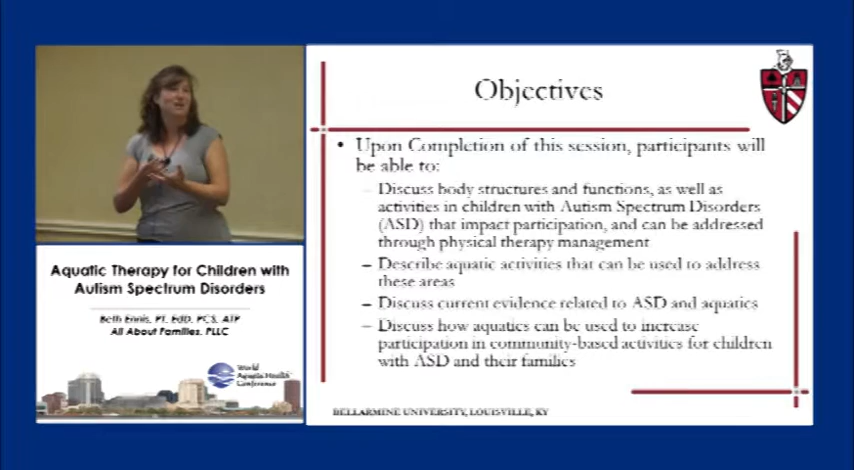 Objectives
• Upon Completion of this session, participants will
be able to:
– Discuss body structures and functions, as well as
activities in children with Autism Spectrum Disorders
(ASD) that impact participation, and can be addressed
through physical therapy management
– Describe aquatic activities that can be used to address
these areas
– Discuss current evidence related to ASD and aquatics
– Discuss how aquatics can be used to increase
participation in community-based activities for children
with ASD and their families
BELLARMINE UNIVERSITY, LOUISVILLE, KY
Aquatic Therapy for Children with
Autism Spectrum Disorders
Beth Ennis, PT, EdD, PCS, ATP
All About Families, PLLC
World
Aquatic Health
Conference